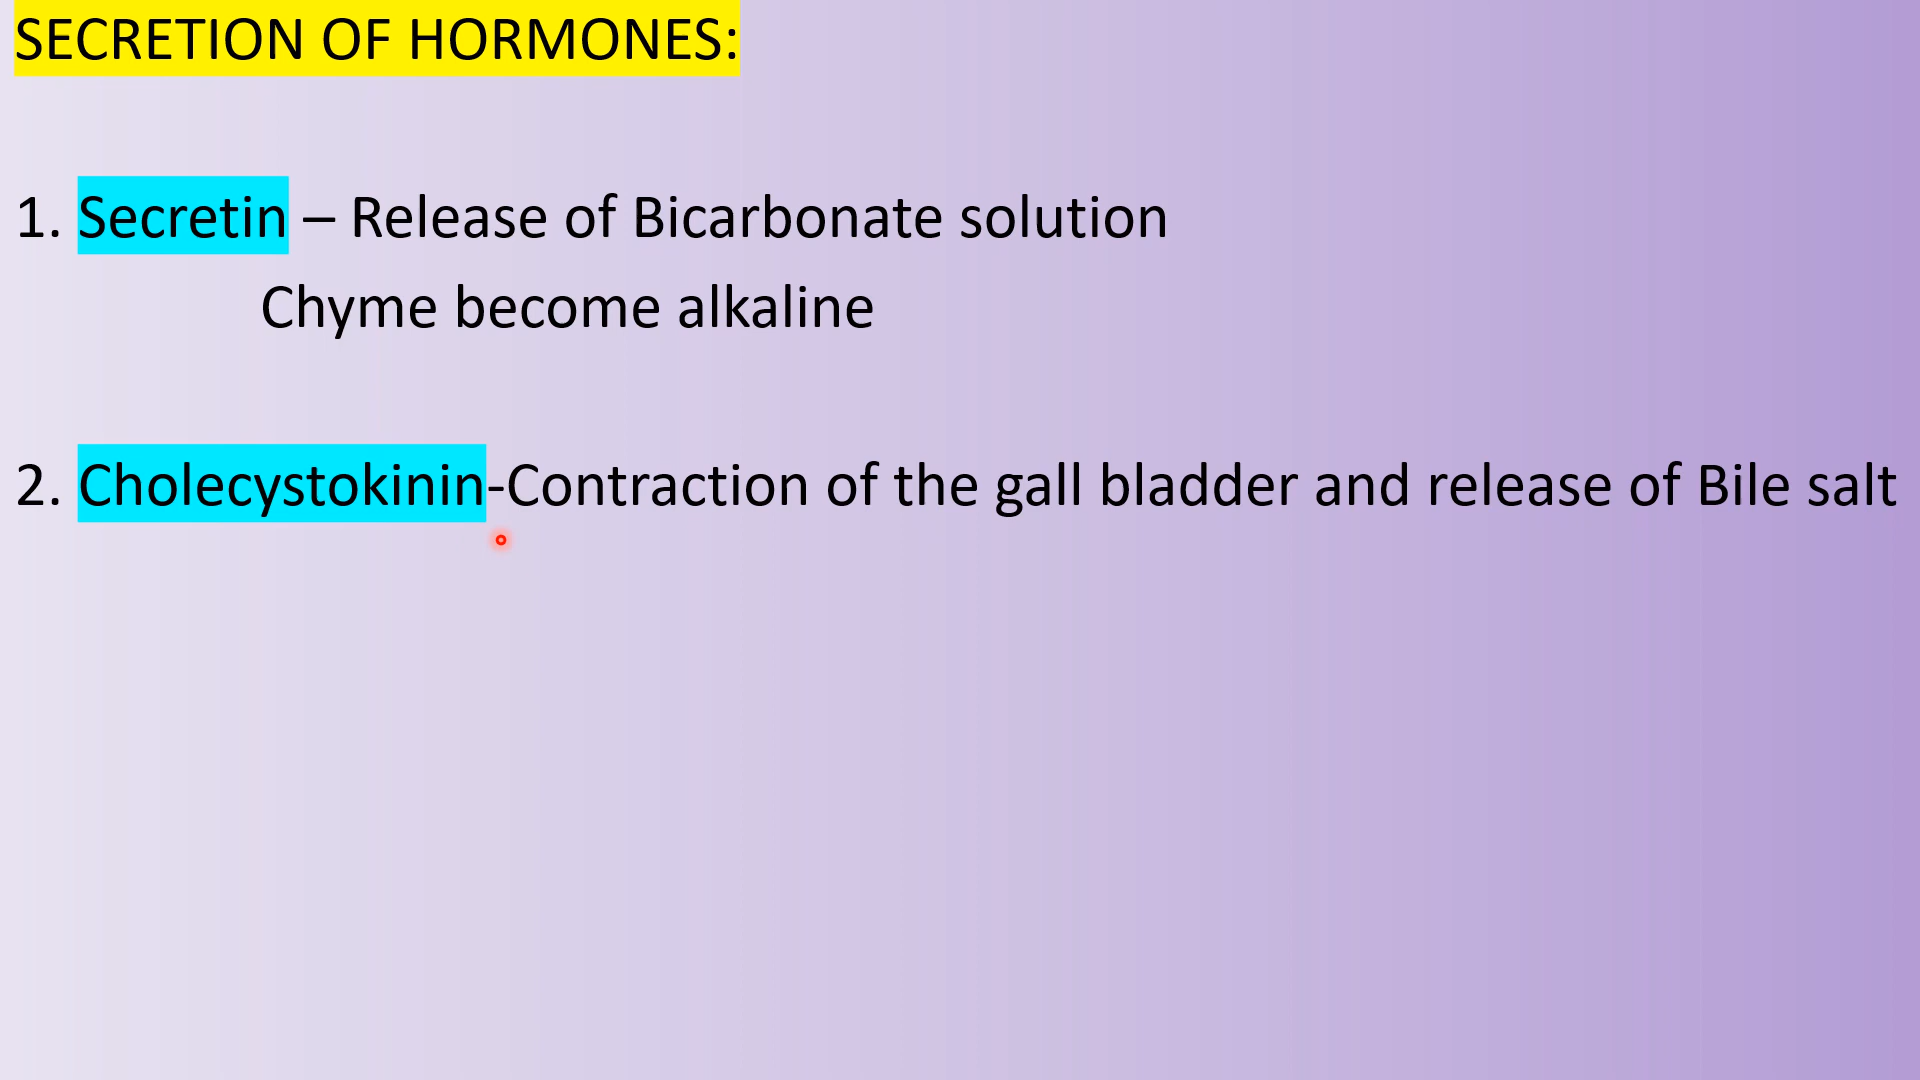 SECRETION OF HORMONES:
1. Secretin – Release of Bicarbonate solution
Chyme become alkaline
2. Cholecystokinin-Contraction of the gall bladder and release of Bile salt